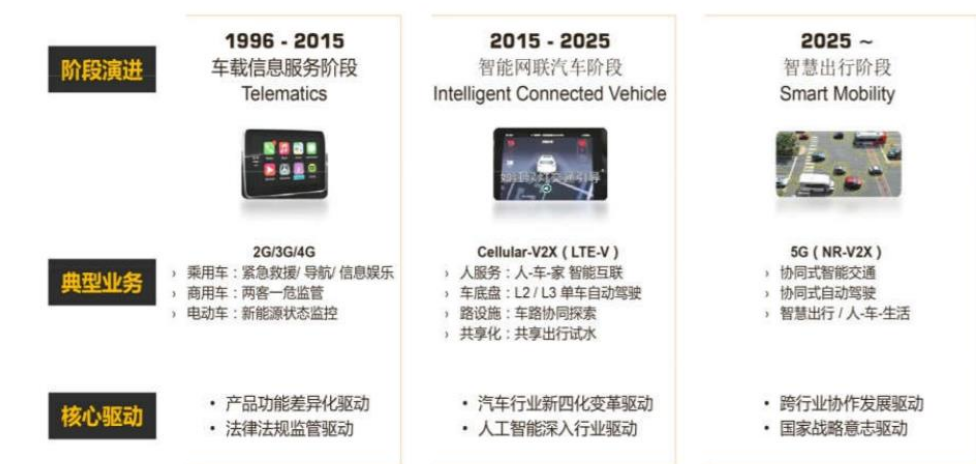 阶段演进
1996 - 2015
车载信息服务阶段
Telematics
2015 - 2025
智能网联汽车阶段
Intelligent Connected Vehicle
2025 ~
智慧出行阶段
Smart Mobility
典型业务
2G/3G/4G
› 乘用车：紧急救援/ 导航/ 信息娱乐
› 商用车：两客一危监管
› 电动车：新能源状态监控
Cellular-V2X（LTE-V）
› 人服务：人-车-家 智能互联
› 车底盘：L2 / L3 单车自动驾驶
› 路设施：车路协同探索
› 共享化：共享出行试水
5G（NR-V2X）
› 协同式智能交通
› 协同式自动驾驶
› 智慧出行 / 人-车-生活
核心驱动
• 产品功能差异化驱动
• 法律法规监管驱动
• 汽车行业新四化变革驱动
• 人工智能深入行业驱动
• 跨行业协作发展驱动
• 国家战略意志驱动